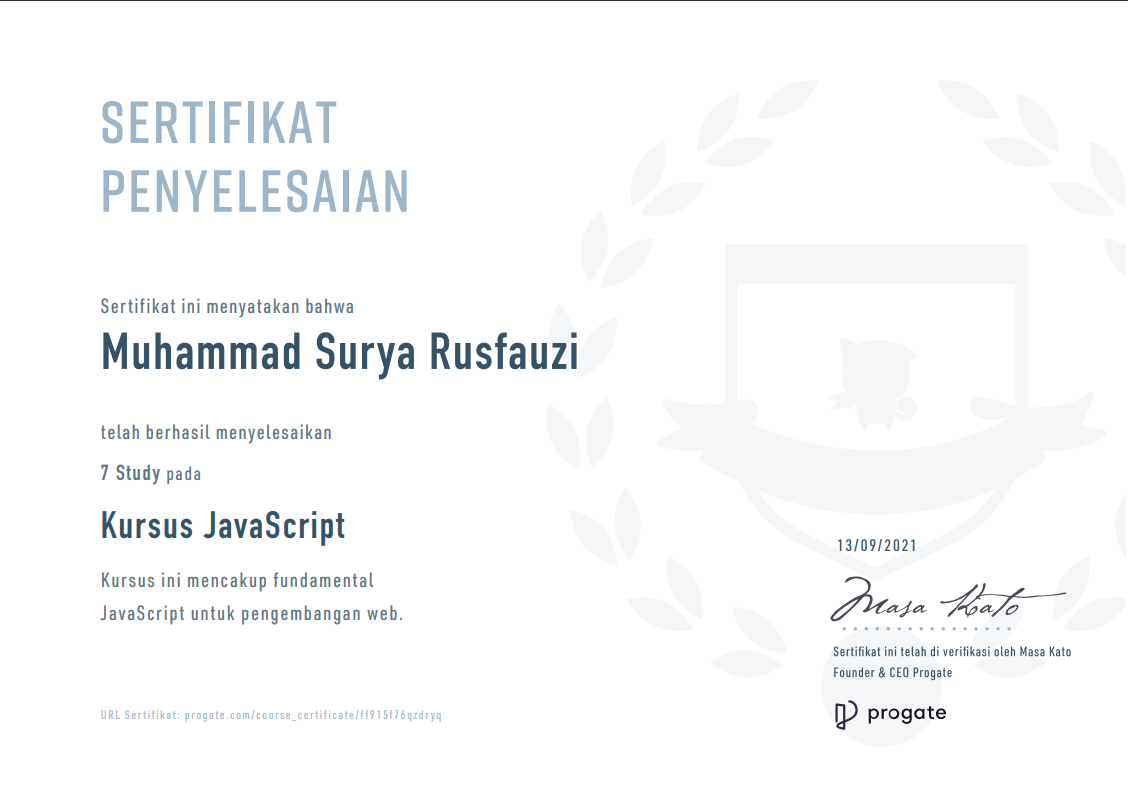 SERTIFIKAT
PENYELESAIAN
Sertifikat ini menyatakan bahwa
Muhammad Surya Rusfauzi
telah berhasil menyelesaikan
7 Study pada
Kursus JavaScript
Kursus ini mencakup fundamental
JavaScript untuk pengembangan web.
13/09/2021
Masa Kato
Sertifikat ini telah di verifikasi oleh Masa Kato
Founder & CEO Progate
URL Sertifikat: progate.com/course_certificate/ff915f76qzdryq
progate